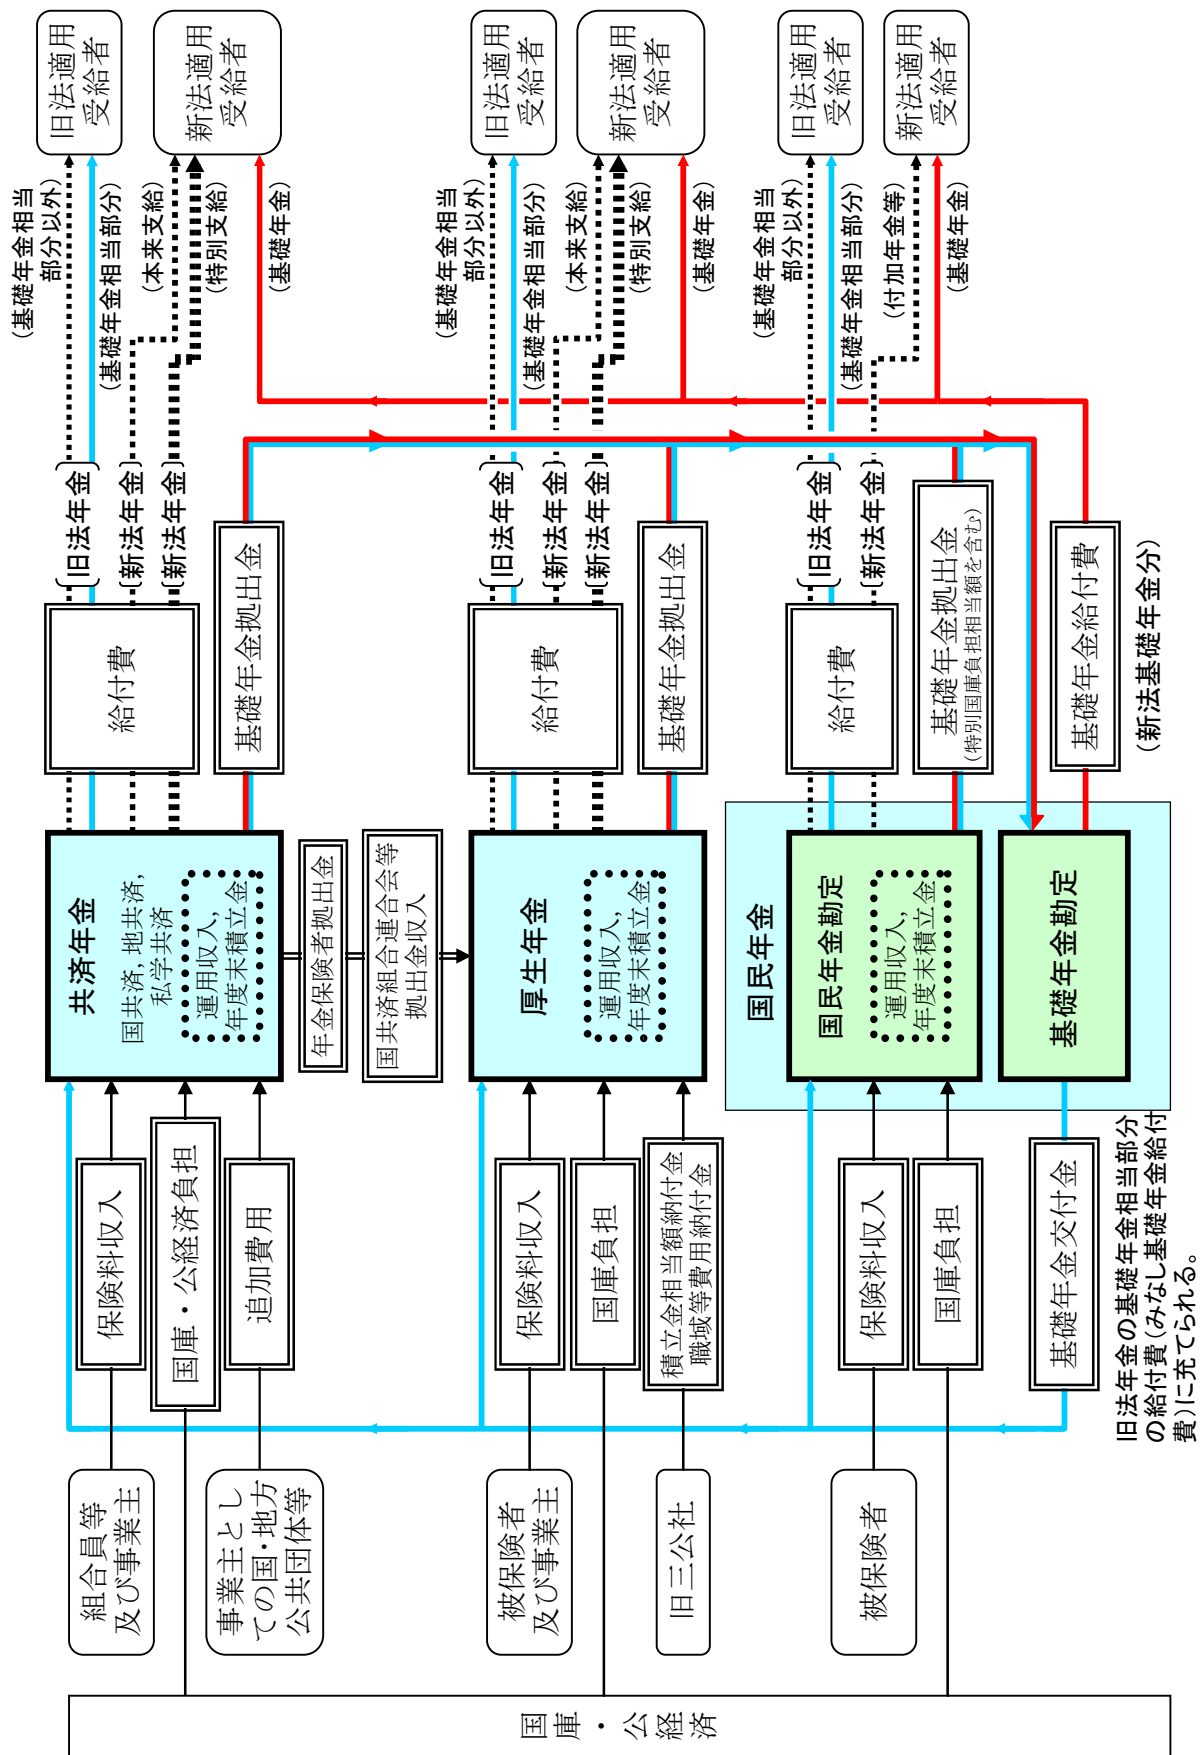 国庫・公経済
組合員等
及び事業主
事業主とし
ての国・地方
公共団体等
被保険者
及び事業主
旧三公社
被保険者
保険料収入
国庫・公経済負担
追加費用
保険料収入
国庫負担
積立金相当額納付金
職域等費用納付金
保険料収入
国庫負担
基礎年金交付金
旧法年金の基礎年金相当部分
の給付費(みなし基礎年金給付
費)に充てられる。
共済年金
国共済,地共済,
私学共済
運用収入,
年度末積立金
年金保険者拠出金
国共済組合連合会等
拠出金収入
厚生年金
運用収入,
年度末積立金
国民年金
国民年金勘定
運用収入,
年度末積立金
基礎年金勘定
給付費
基礎年金拠出金
給付費
基礎年金拠出金
給付費
基礎年金拠出金
(特別国庫負担相当額を含む)
基礎年金給付費
(新法基礎年金分)
[旧法年金]
[新法年金]
[新法年金]
[旧法年金]
[新法年金]
[新法年金]
[旧法年金]
[新法年金]
(基礎年金相当
部分以外)
(基礎年金相当部分)
(本来支給)
(特別支給)
(基礎年金)
(基礎年金相当
部分以外)
(基礎年金相当部分)
(本来支給)
(特別支給)
(基礎年金)
(基礎年金相当
部分以外)
(基礎年金相当部分)
(付加年金等)
(基礎年金)
旧法適用
受給者
新法適用
受給者
旧法適用
受給者
新法適用
受給者
旧法適用
受給者
新法適用
受給者